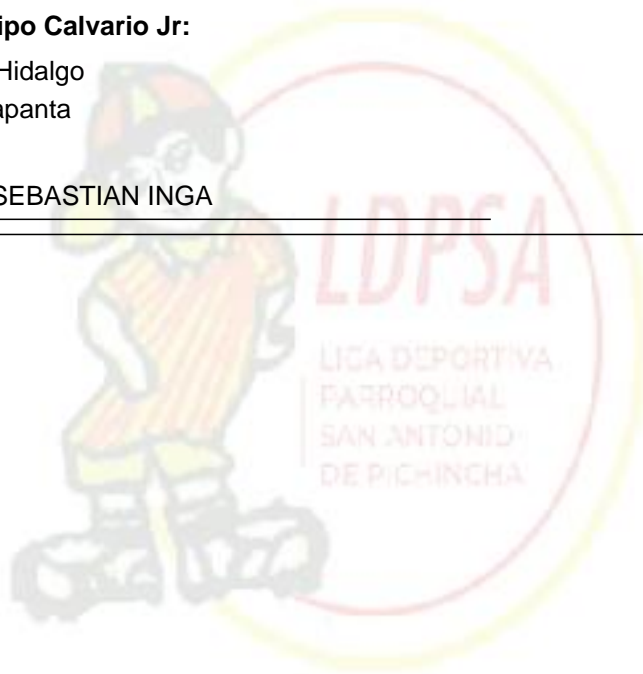 ipo Calvario Jr:
Hidalgo
apanta
SEBASTIAN INGA
LDPSA
LIGA DEPORTIVA
PARROQUIAL
SAN ANTONIO
DE PICHINCHA